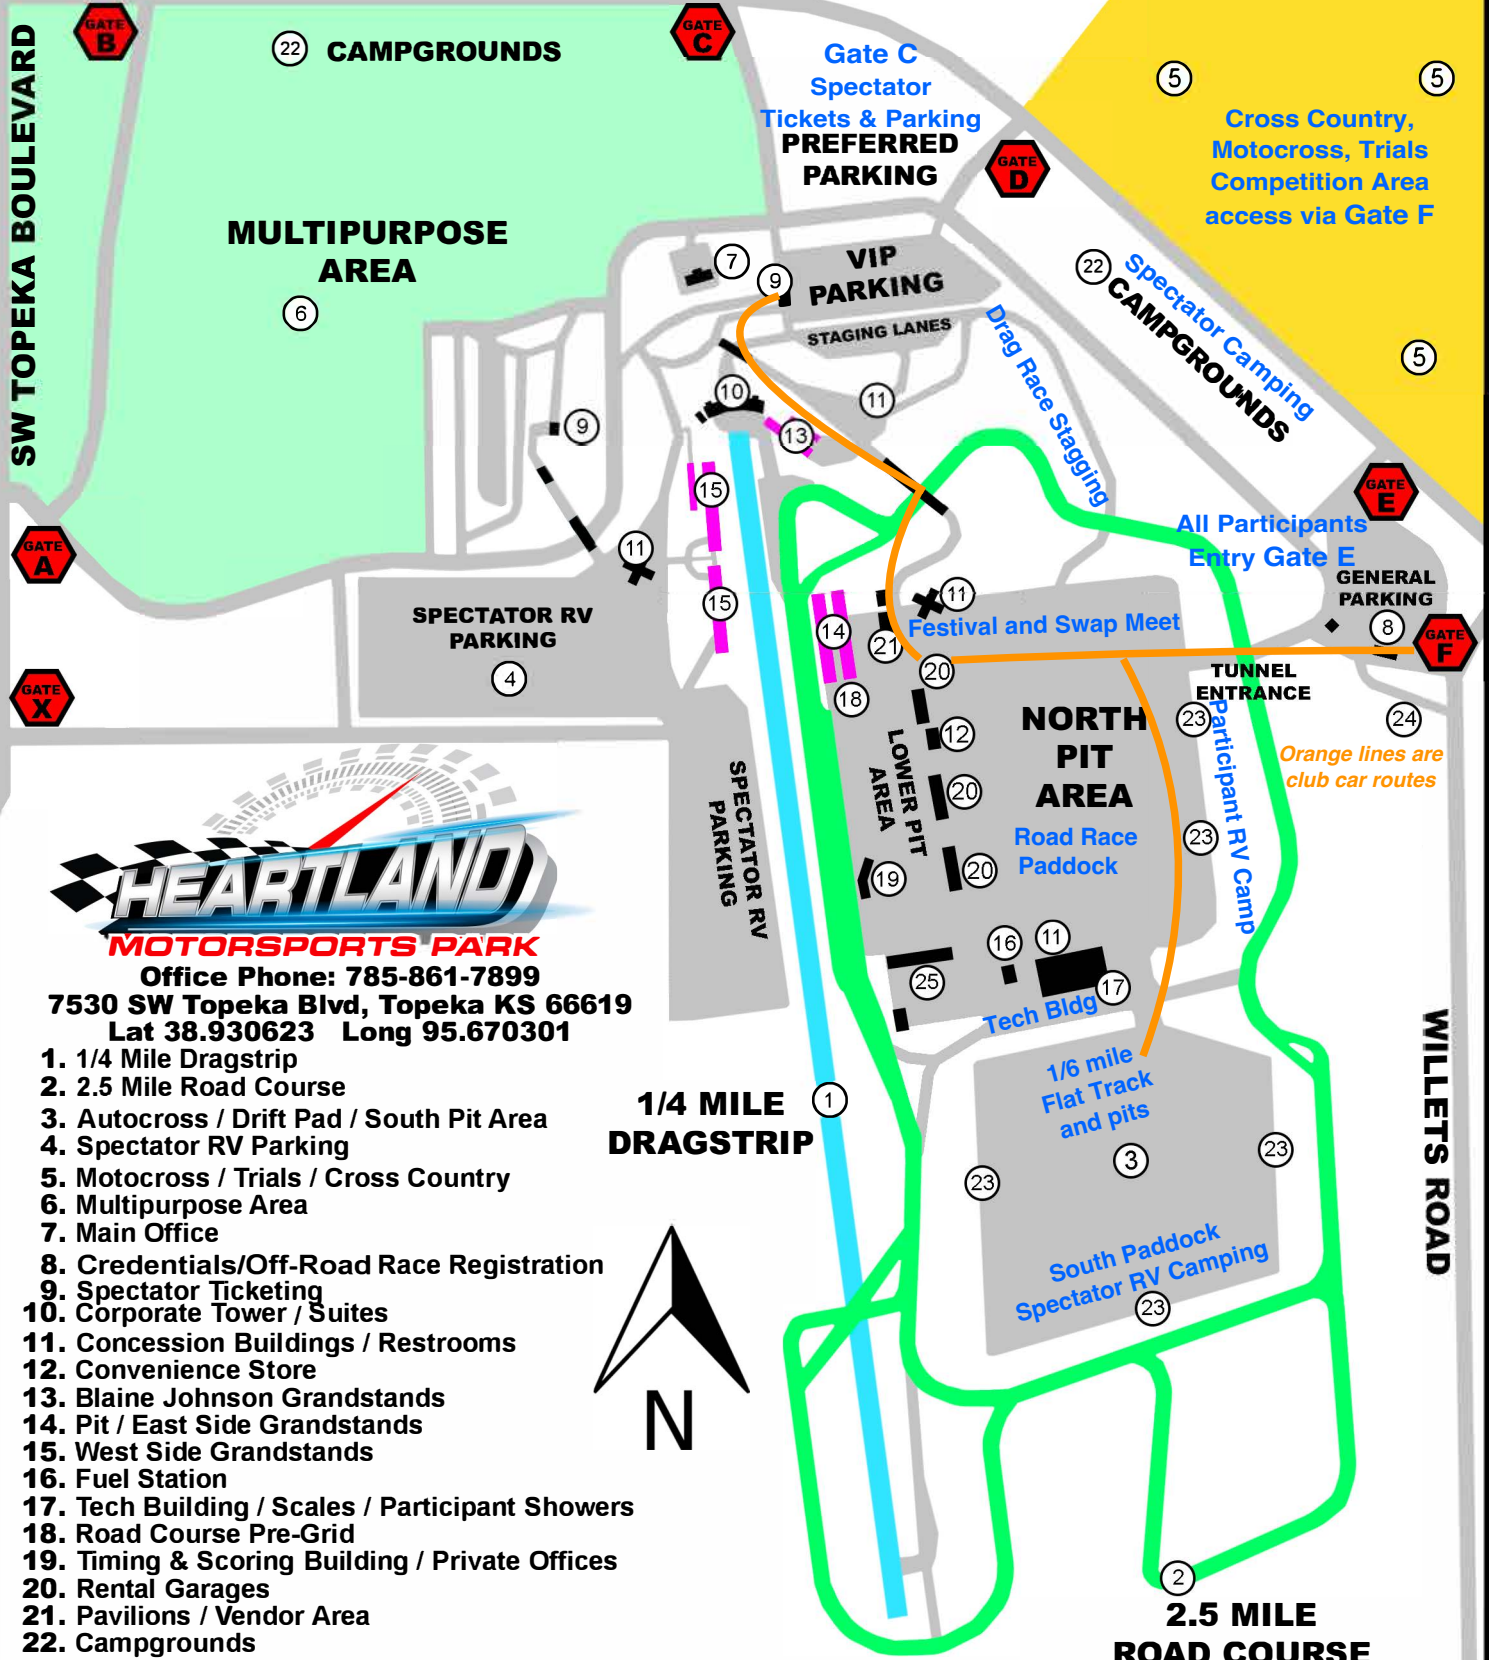 SW TOPEKA BOULEVARD
GATE
B
22 CAMPGROUNDS
GATE
C
Gate C
Spectator
Tickets & Parking
PREFERRED
PARKING
GATE
D
5
5
Cross Country,
Motocross, Trials
Competition Area
access via Gate F
5
MULTIPURPOSE
AREA
6
7
9
VIP
PARKING
STAGING LANES
22
Spectator Camping
CAMPGROUNDS
Drag Race Stagging
10
11
13
9
15
11
15
GATE
E
All Participants
Entry Gate E
GENERAL
PARKING
8
GATE
F
GATE
A
SPECTATOR RV
PARKING
4
GATE
X
14
21
11
Festival and Swap Meet
20
18
TUNNEL
ENTRANCE
23
24
Orange lines are
club car routes
NORTH
PIT
AREA
12
LOWER PIT
AREA
20
Road Race
Paddock
23
Participant RV Camp
19
20
SPECTATOR RV
PARKING
16
11
25
17
Tech Bldg
HEARTLAND
MOTORSPORTS PARK
Office Phone: 785-861-7899
7530 SW Topeka Blvd, Topeka KS 66619
Lat 38.930623 Long 95.670301
1/6 mile
Flat Track
and pits
3
23
23
South Paddock
Spectator RV Camping
23
WILLETS ROAD
1/4 MILE
DRAGSTRIP
1
N
2
2.5 MILE
ROAD COURSE
1. 1/4 Mile Dragstrip
2. 2.5 Mile Road Course
3. Autocross / Drift Pad / South Pit Area
4. Spectator RV Parking
5. Motocross / Trials / Cross Country
6. Multipurpose Area
7. Main Office
8. Credentials/Off-Road Race Registration
9. Spectator Ticketing
10. Corporate Tower / Suites
11. Concession Buildings / Restrooms
12. Convenience Store
13. Blaine Johnson Grandstands
14. Pit / East Side Grandstands
15. West Side Grandstands
16. Fuel Station
17. Tech Building / Scales / Participant Showers
18. Road Course Pre-Grid
19. Timing & Scoring Building / Private Offices
20. Rental Garages
21. Pavilions / Vendor Area
22. Campgrounds